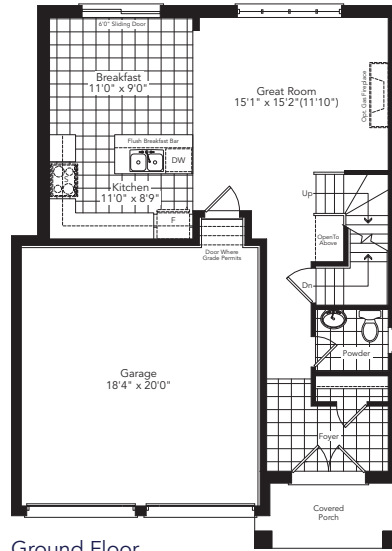 6'0" Sliding Door
Breakfast
11'0" x 9'0"
Great Room
15'1" x 15'2"(11'10")
Opt. Gas Fireplace
Flush Breakfast Bar
DW
Kitchen
11'0" x 8'9"
F
Up
Open To
Above
Door Where
Grade Permits
Dn
Powder
Garage
18'4" x 20'0"
Foyer
Covered
Porch
Ground Floor